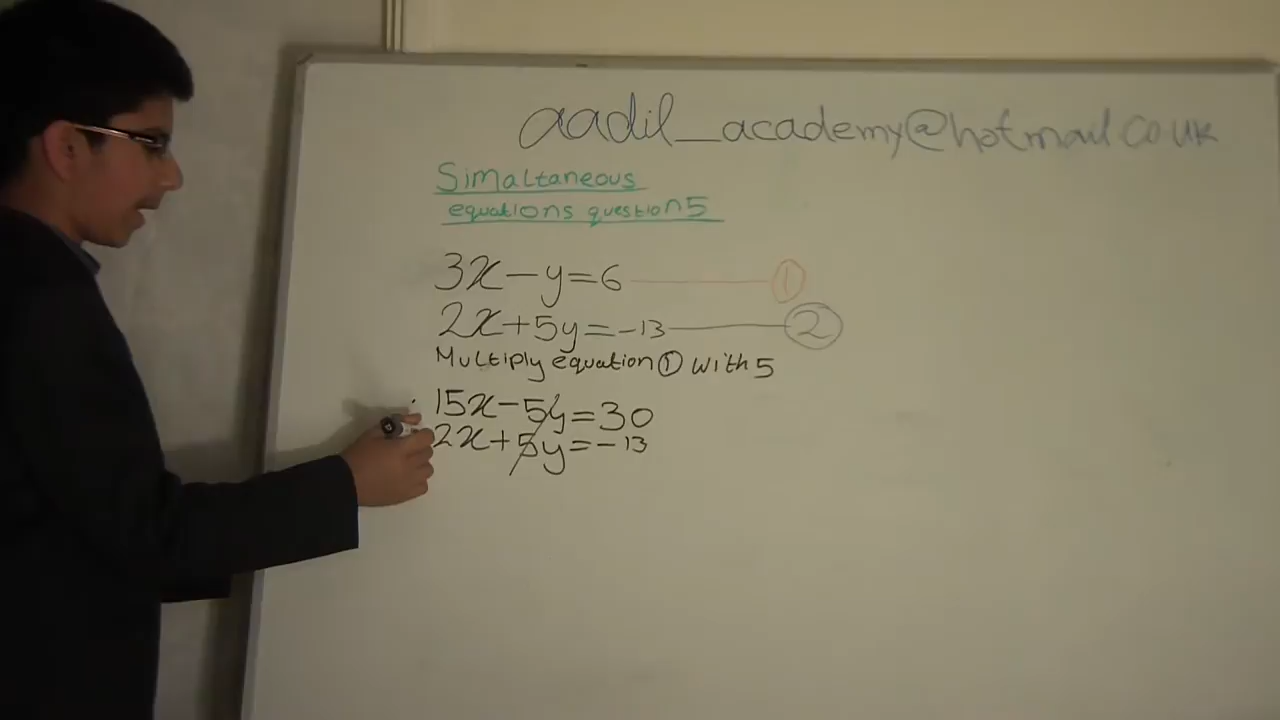 aadil_academy@hotmail.co.uk
Simaltaneous
equations question 5
3x-y=6 ①
2x+5y=-13 ②
Multiply equation ① with 5
15x-5y=30
2x+5y=-13